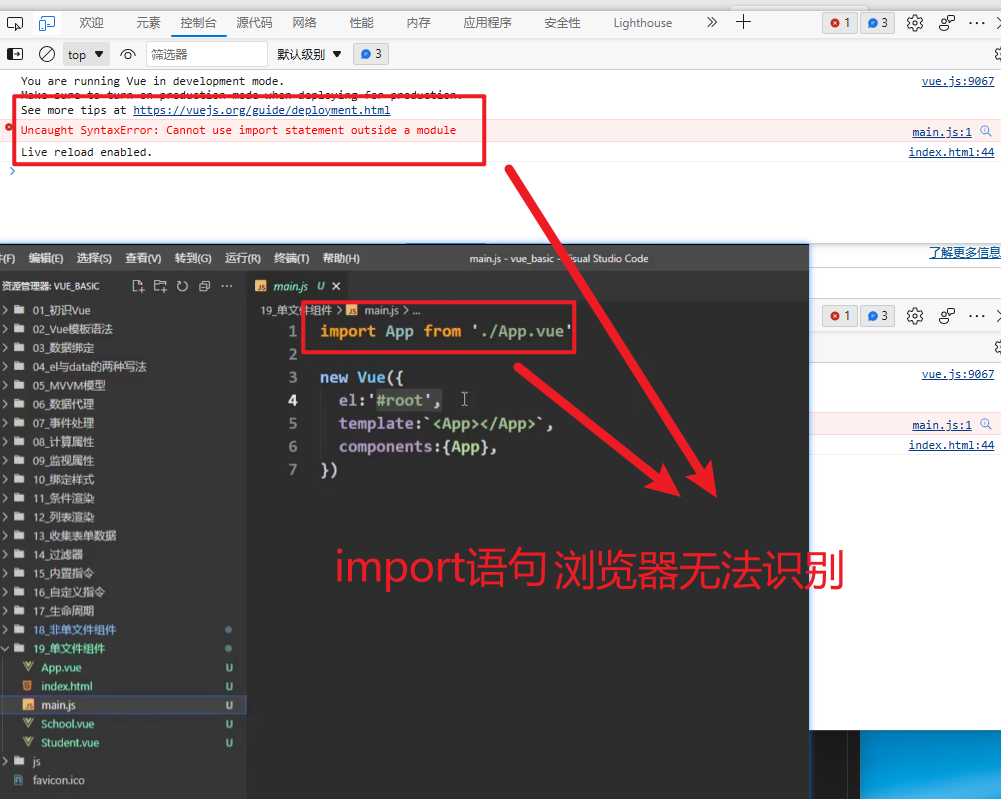 欢迎 元素 控制台 源代码 网络 性能 内存 应用程序 安全性 Lighthouse 1 3
top 筛选器 默认级别 3
You are running Vue in development mode. vue.js:9067
Make sure to turn on production mode when deploying for production.
See more tips at https://vuejs.org/guide/deployment.html
Uncaught SyntaxError: Cannot use import statement outside a module main.js:1
Live reload enabled. index.html:44
(F) 编辑(E) 选择(S) 查看(V) 转到(G) 运行(R) 终端(T) 帮助(H) main.js - vue_basic - Visual Studio Code
了解更多信息
资源管理器: VUE_BASIC
main.js U
19_单文件组件 > main.js > ...
1 import App from './App.vue'
2
3 new Vue({
4 el:'#root',
5 template:`<App></App>`,
6 components:{App},
7 })
01_初识Vue
02_Vue模板语法
03_数据绑定
04_el与data的两种写法
05_MVVM模型
06_数据代理
07_事件处理
08_计算属性
09_监视属性
10_绑定样式
11_条件渲染
12_列表渲染
13_收集表单数据
14_过滤器
15_内置指令
16_自定义指令
17_生命周期
18_非单文件组件
19_单文件组件
App.vue U
index.html U
main.js U
School.vue U
Student.vue U
js
favicon.ico
1 3
vue.js:9067
main.js:1
index.html:44
import语句 浏览器无法识别